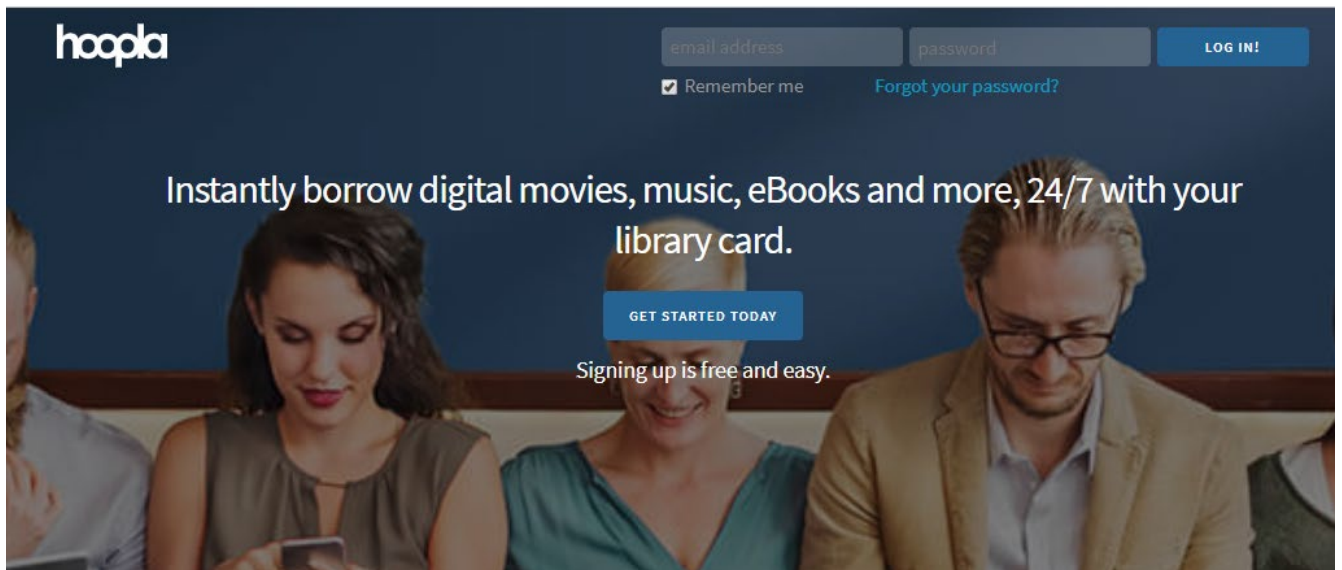 hoopla
email address
password
LOG IN!
Remember me
Forgot your password?
Instantly borrow digital movies, music, eBooks and more, 24/7 with your
library card.
GET STARTED TODAY
Signing up is free and easy.